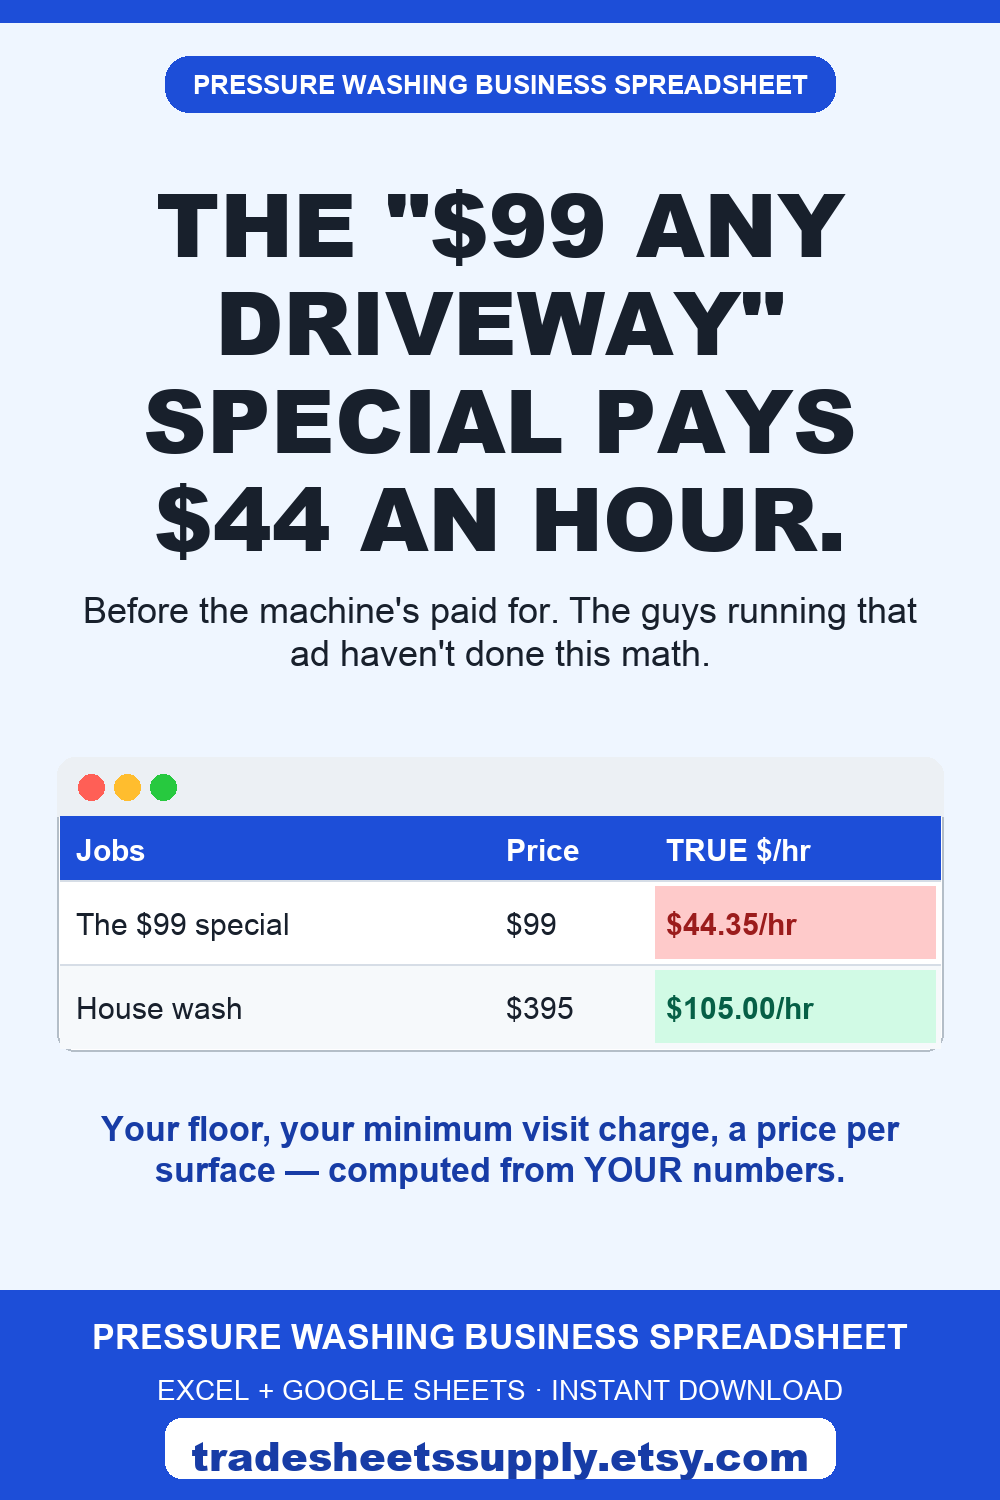 PRESSURE WASHING BUSINESS SPREADSHEET
THE "$99 ANY
DRIVEWAY"
SPECIAL PAYS
$44 AN HOUR.
Before the machine's paid for. The guys running that
ad haven't done this math.
Jobs Price TRUE $/hr
The $99 special $99 $44.35/hr
House wash $395 $105.00/hr
Your floor, your minimum visit charge, a price per
surface — computed from YOUR numbers.
PRESSURE WASHING BUSINESS SPREADSHEET
EXCEL + GOOGLE SHEETS · INSTANT DOWNLOAD
tradesheetssupply.etsy.com